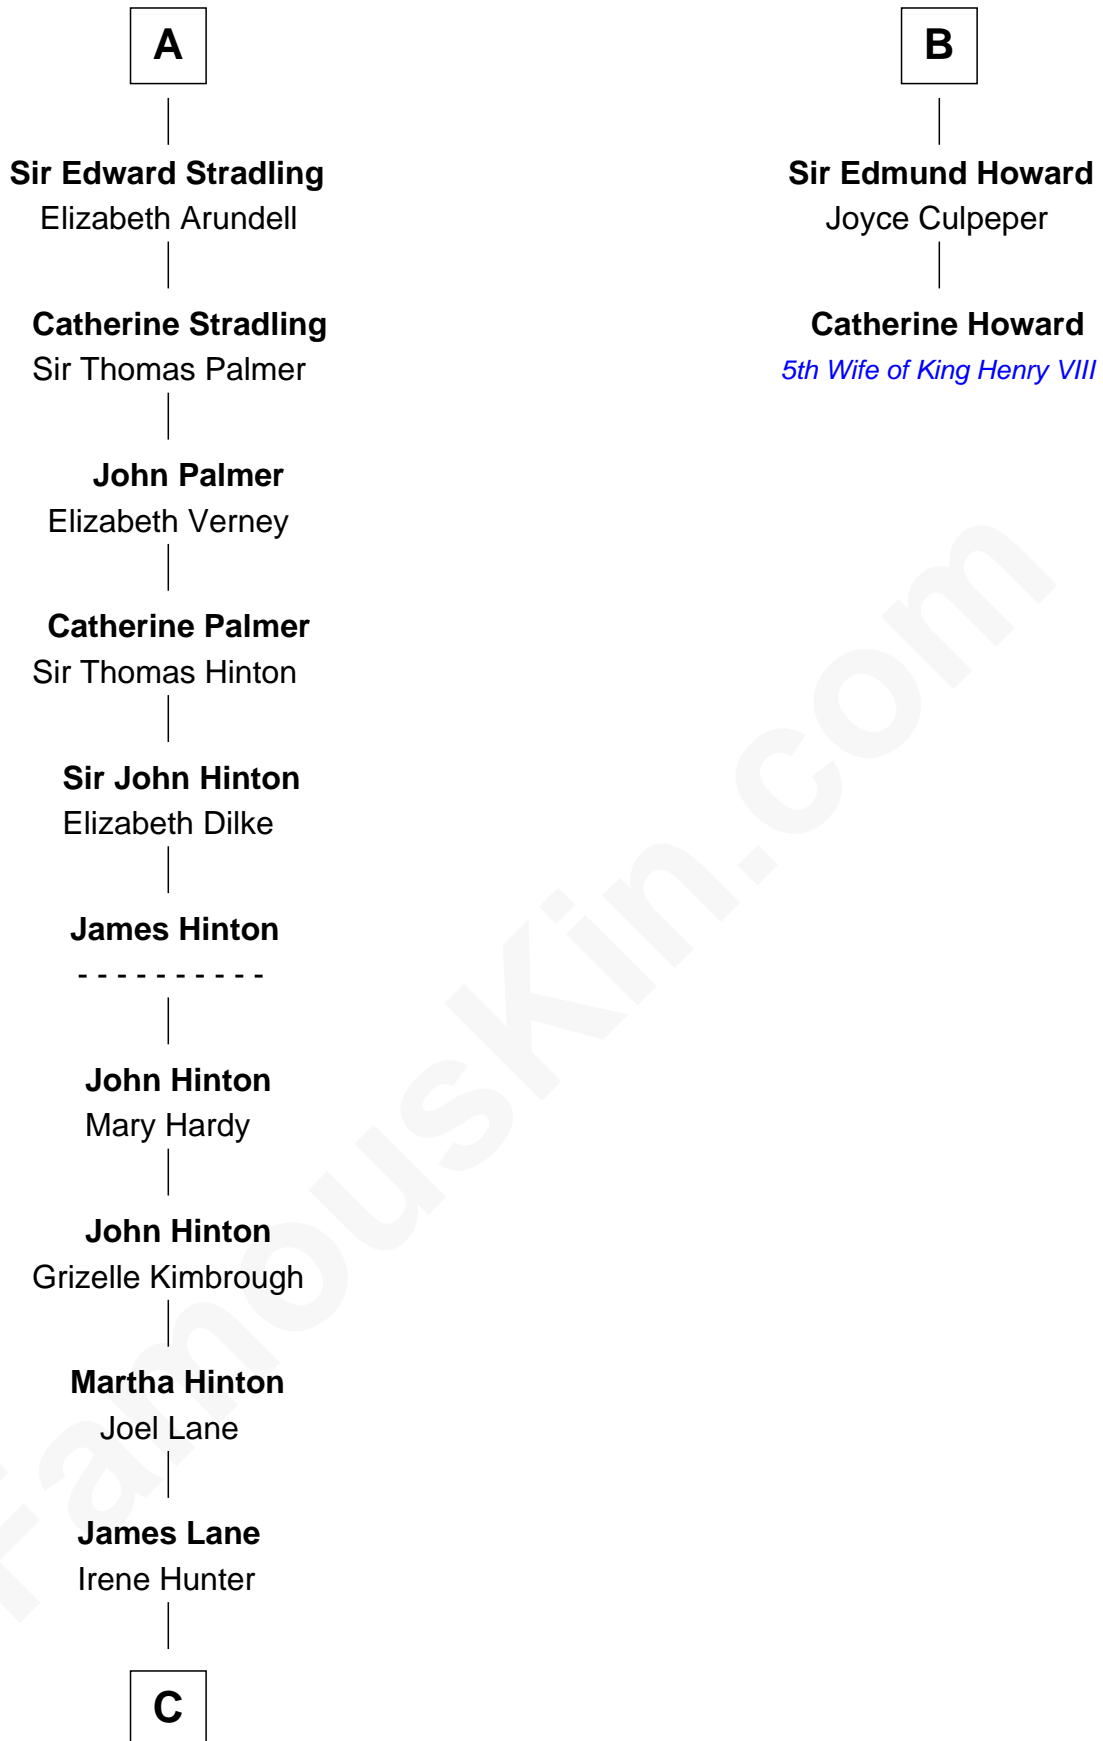 A
Sir Edward Stradling
Elizabeth Arundell
Catherine Stradling
Sir Thomas Palmer
John Palmer
Elizabeth Verney
Catherine Palmer
Sir Thomas Hinton
Sir John Hinton
Elizabeth Dilke
James Hinton
- - - - - - - - - -
John Hinton
Mary Hardy
John Hinton
Grizelle Kimbrough
Martha Hinton
Joel Lane
James Lane
Irene Hunter
C
B
Sir Edmund Howard
Joyce Culpeper
Catherine Howard
5th Wife of King Henry VIII
FamousKin.com